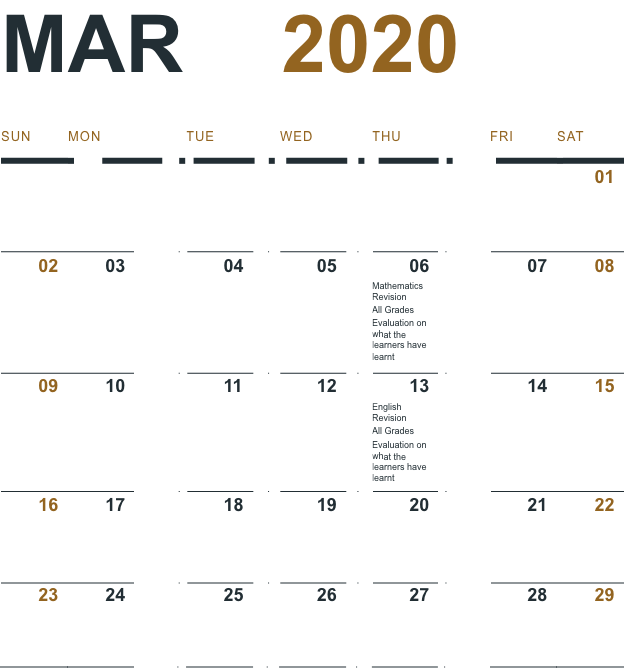 MAR 2020
SUN MON TUE WED THU FRI SAT
01
02 03 04 05 06 07 08
Mathematics
Revision
All Grades
Evaluation on
what the
learners have
learnt
09 10 11 12 13 14 15
English
Revision
All Grades
Evaluation on
what the
learners have
learnt
16 17 18 19 20 21 22
23 24 25 26 27 28 29